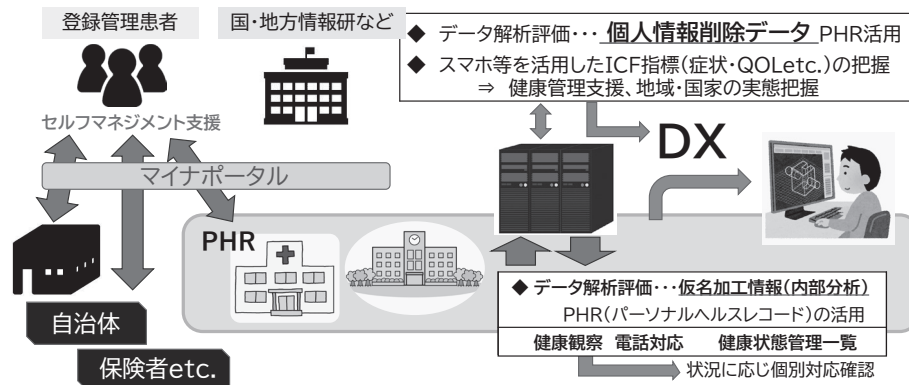 登録管理患者
国・地方情報研など
◆ データ解析評価・・・ 個人情報削除データ PHR活用
◆ スマホ等を活用したICF指標(症状・QOLetc.)の把握
⇒ 健康管理支援、地域・国家の実態把握
セルフマネジメント支援
DX
マイナポータル
PHR
◆ データ解析評価・・・仮名加工情報(内部分析)
PHR(パーソナルヘルスレコード)の活用
健康観察 電話対応 健康状態管理一覧
自治体
保険者etc.
状況に応じ個別対応確認